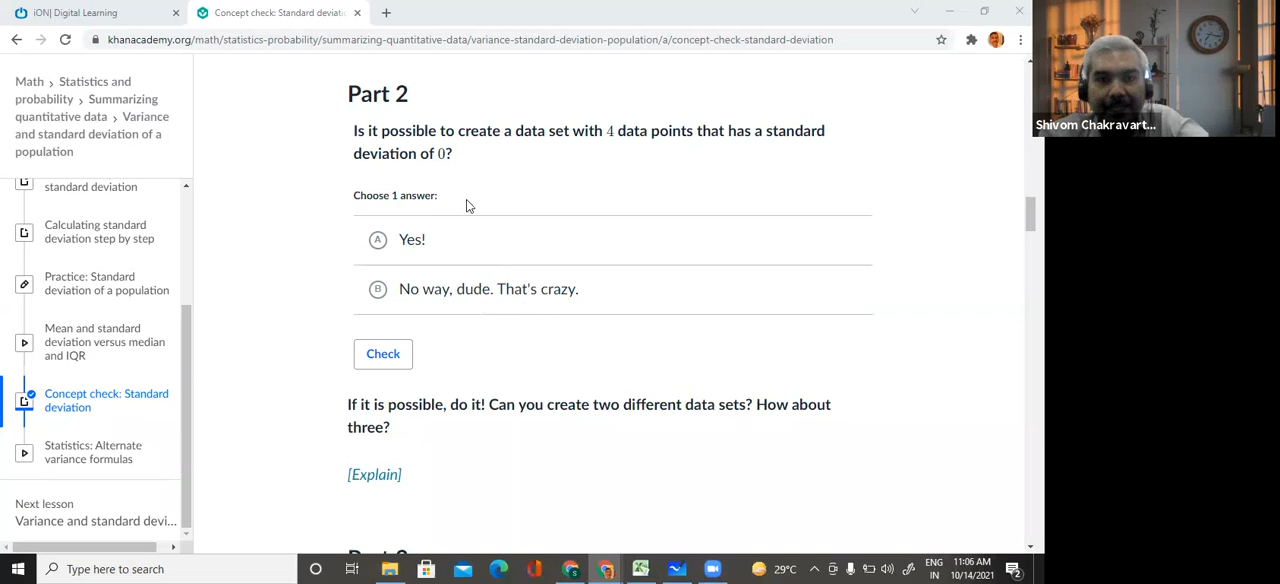 iON| Digital Learning
Concept check: Standard deviati
khanacademy.org/math/statistics-probability/summarizing-quantitative-data/variance-standard-deviation-population/a/concept-check-standard-deviation
Math › Statistics and
probability › Summarizing
quantitative data › Variance
and standard deviation of a
population
standard deviation
Calculating standard
deviation step by step
Practice: Standard
deviation of a population
Mean and standard
deviation versus median
and IQR
Concept check: Standard
deviation
Statistics: Alternate
variance formulas
Next lesson
Variance and standard devi...
Part 2
Is it possible to create a data set with 4 data points that has a standard
deviation of 0?
Choose 1 answer:
A Yes!
B No way, dude. That's crazy.
Check
If it is possible, do it! Can you create two different data sets? How about
three?
[Explain]
Shivom Chakravart...
Type here to search
29°C
ENG
IN
11:06 AM
10/14/2021
2